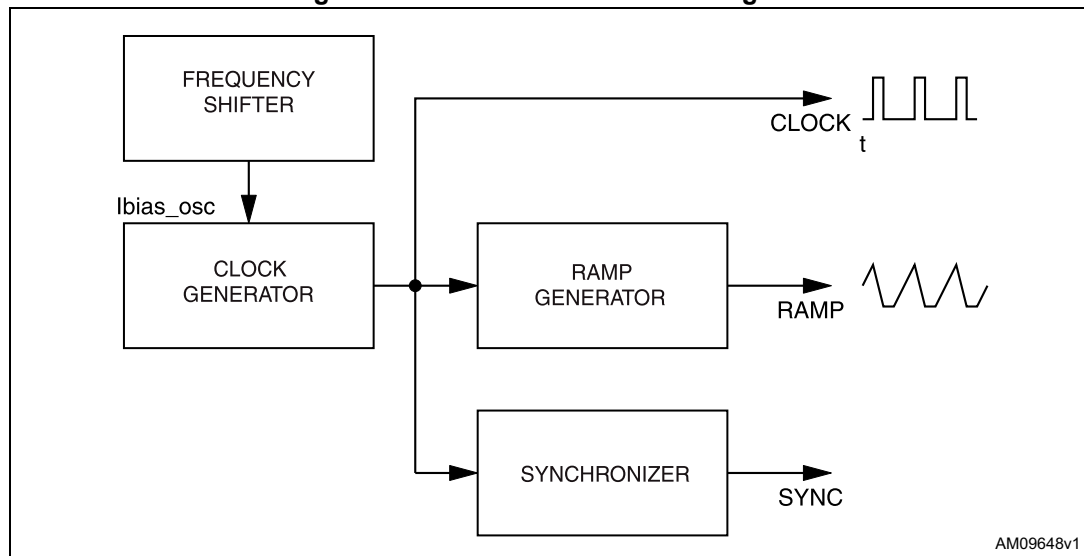 FREQUENCY
SHIFTER
CLOCK
t
Ibias_osc
CLOCK
GENERATOR
RAMP
GENERATOR
RAMP
SYNCHRONIZER
SYNC
AM09648v1